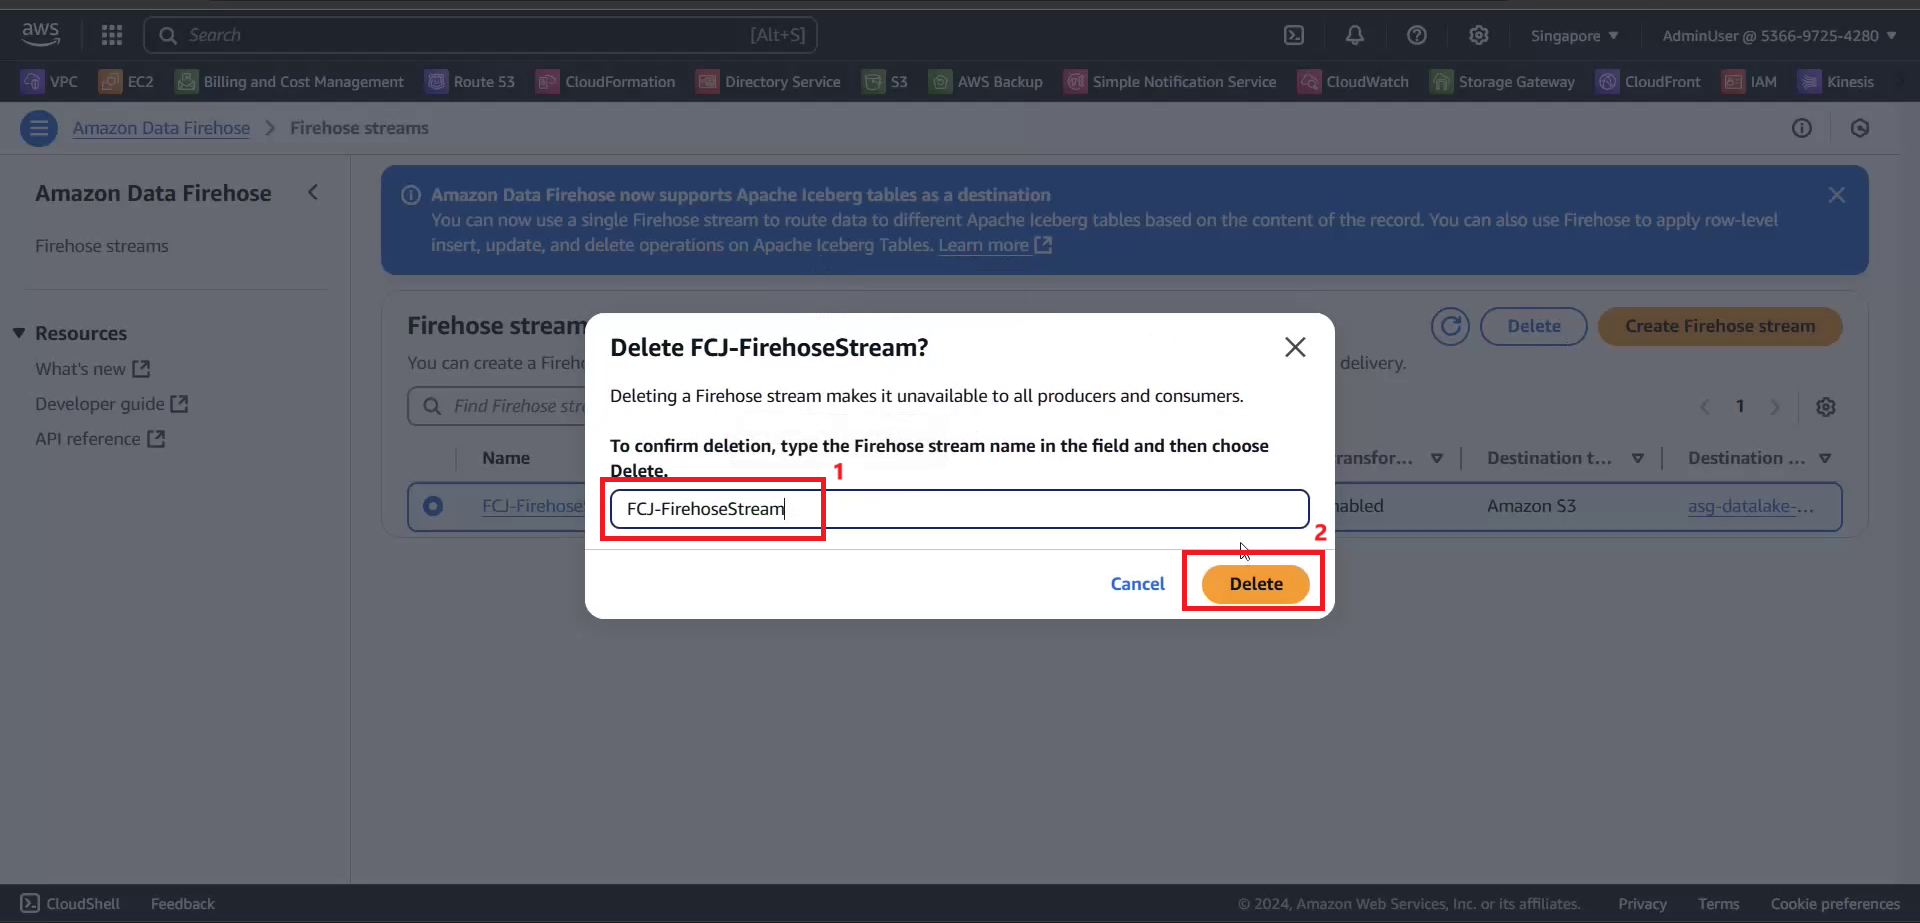 aws
Search
[Alt+S]
Singapore
AdminUser @ 5366-9725-4280
VPC
EC2
Billing and Cost Management
Route 53
CloudFormation
Directory Service
S3
AWS Backup
Simple Notification Service
CloudWatch
Storage Gateway
CloudFront
IAM
Kinesis
Amazon Data Firehose
Firehose streams
Amazon Data Firehose
Firehose streams
Resources
What's new
Developer guide
API reference
Amazon Data Firehose now supports Apache Iceberg tables as a destination
You can now use a single Firehose stream to route data to different Apache Iceberg tables based on the content of the record. You can also use Firehose to apply row-level
insert, update, and delete operations on Apache Iceberg Tables. Learn more
Firehose stream
Delete
Create Firehose stream
You can create a Fireh
delivery.
Find Firehose str
1
Name
ransfor...
Destination t...
Destination ...
FCJ-Firehose
abled
Amazon S3
asg-datalake-...
Delete FCJ-FirehoseStream?
Deleting a Firehose stream makes it unavailable to all producers and consumers.
To confirm deletion, type the Firehose stream name in the field and then choose
Delete.
1
FCJ-FirehoseStream
2
Cancel
Delete
CloudShell
Feedback
© 2024, Amazon Web Services, Inc. or its affiliates.
Privacy
Terms
Cookie preferences